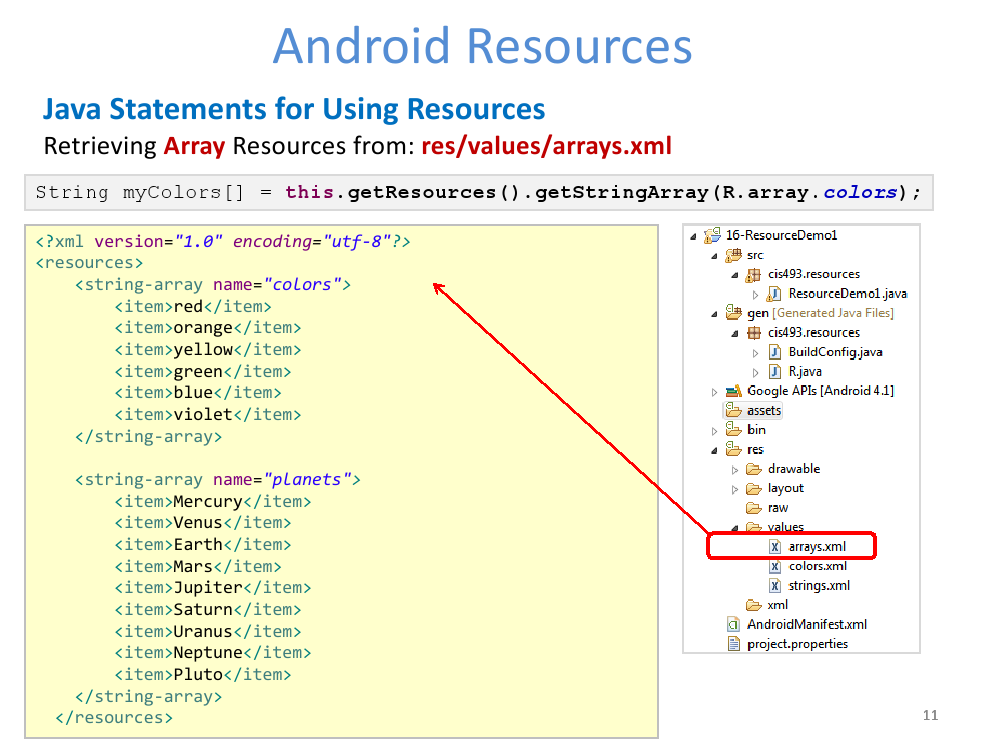 Android Resources
Java Statements for Using Resources
Retrieving Array Resources from: res/values/arrays.xml
String myColors[] = this.getResources().getStringArray(R.array.colors);
<?xml version="1.0" encoding="utf-8"?>
<resources>
    <string-array name="colors">
        <item>red</item>
        <item>orange</item>
        <item>yellow</item>
        <item>green</item>
        <item>blue</item>
        <item>violet</item>
    </string-array>

    <string-array name="planets">
        <item>Mercury</item>
        <item>Venus</item>
        <item>Earth</item>
        <item>Mars</item>
        <item>Jupiter</item>
        <item>Saturn</item>
        <item>Uranus</item>
        <item>Neptune</item>
        <item>Pluto</item>
    </string-array>
  </resources>
16-ResourceDemo1
src
cis493.resources
ResourceDemo1.java
gen [Generated Java Files]
cis493.resources
BuildConfig.java
R.java
Google APIs [Android 4.1]
assets
bin
res
drawable
layout
raw
values
arrays.xml
colors.xml
strings.xml
xml
AndroidManifest.xml
project.properties
11